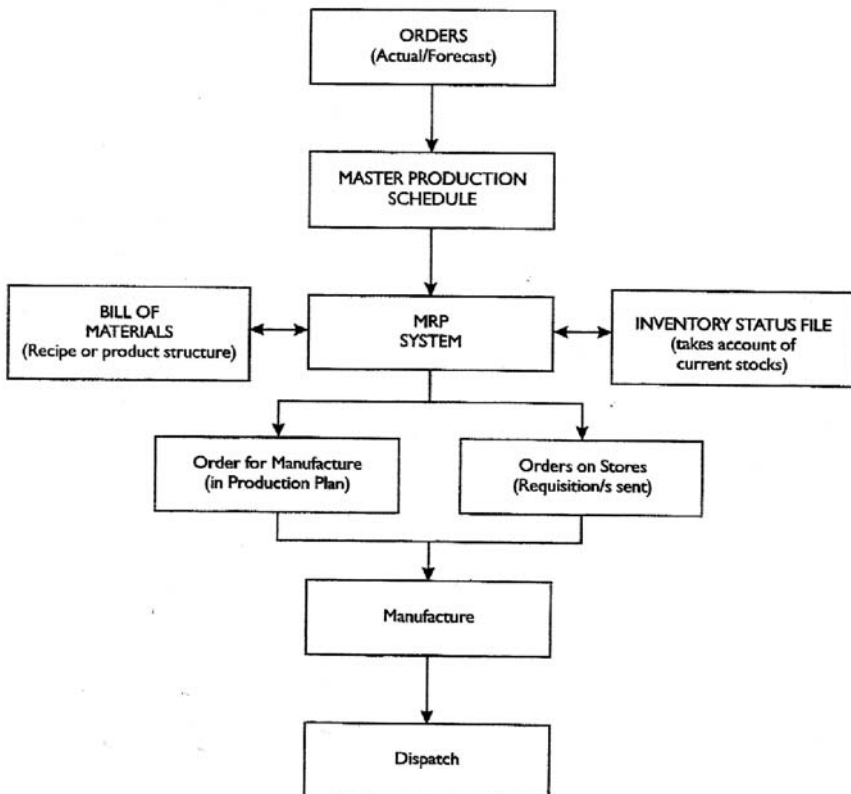 ORDERS
(Actual/Forecast)
MASTER PRODUCTION
SCHEDULE
BILL OF
MATERIALS
(Recipe or product structure)
MRP
SYSTEM
INVENTORY STATUS FILE
(takes account of
current stocks)
Order for Manufacture
(in Production Plan)
Orders on Stores
(Requisition/s sent)
Manufacture
Dispatch